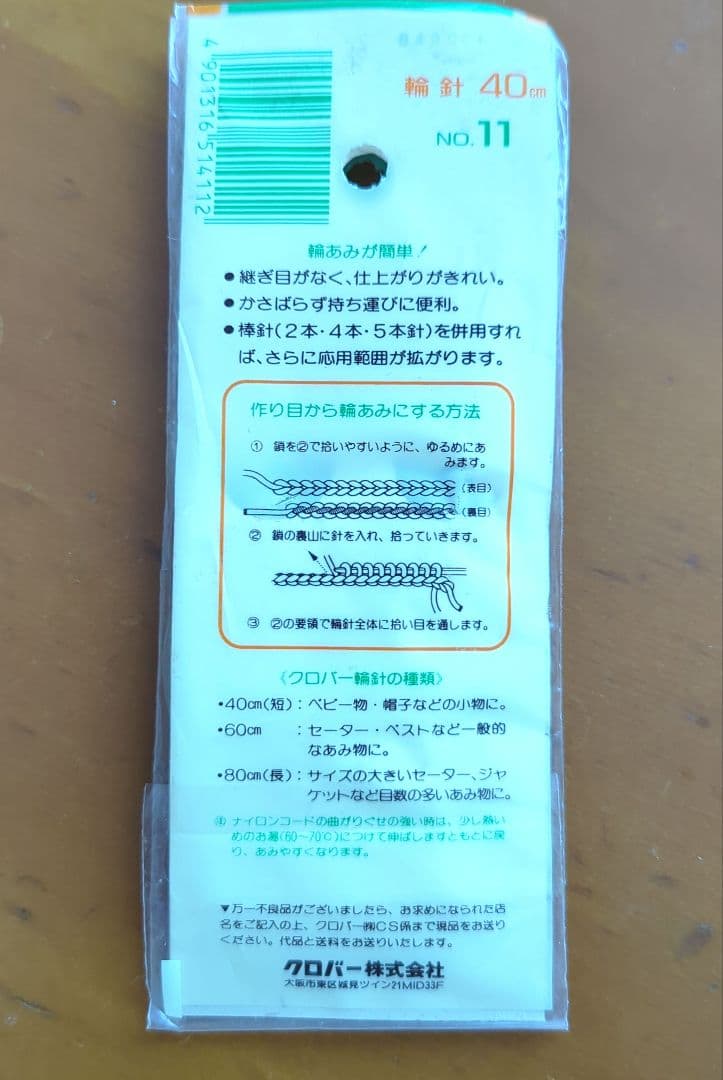 4901316514112
輪針 40cm
NO.11
輪あみが簡単!
●継ぎ目がなく、仕上がりがきれい。
●かさばらず持ち運びに便利。
●棒針(2本・4本・5本針)を併用すれ
ば、さらに応用範囲が拡がります。
作り目から輪あみにする方法
① 鎖を②で拾いやすいように、ゆるめにあ
みます。
(表目)
(裏目)
② 鎖の裏山に針を入れ、拾っていきます。
③ ②の要領で輪針全体に拾い目を通します。
《クロバー輪針の種類》
・40cm(短):ベビー物・帽子などの小物に。
・60cm :セーター・ベストなど一般的
なあみ物に。
・80cm(長):サイズの大きいセーター、ジャ
ケットなど目数の多いあみ物に。
ナイロンコードの曲がりぐせの強い時は、少し熱い
めのお湯(60〜70℃)につけて伸ばしますともとに戻
り、あみやすくなります。
▼万一不良品がございましたら、お求めになられた店
名をご記入の上、クロバー㈱CS係まで現品をお送り
ください。代品と送料をお送りいたします。
クロバー株式会社
大阪市東区城見ツイン21MID33F